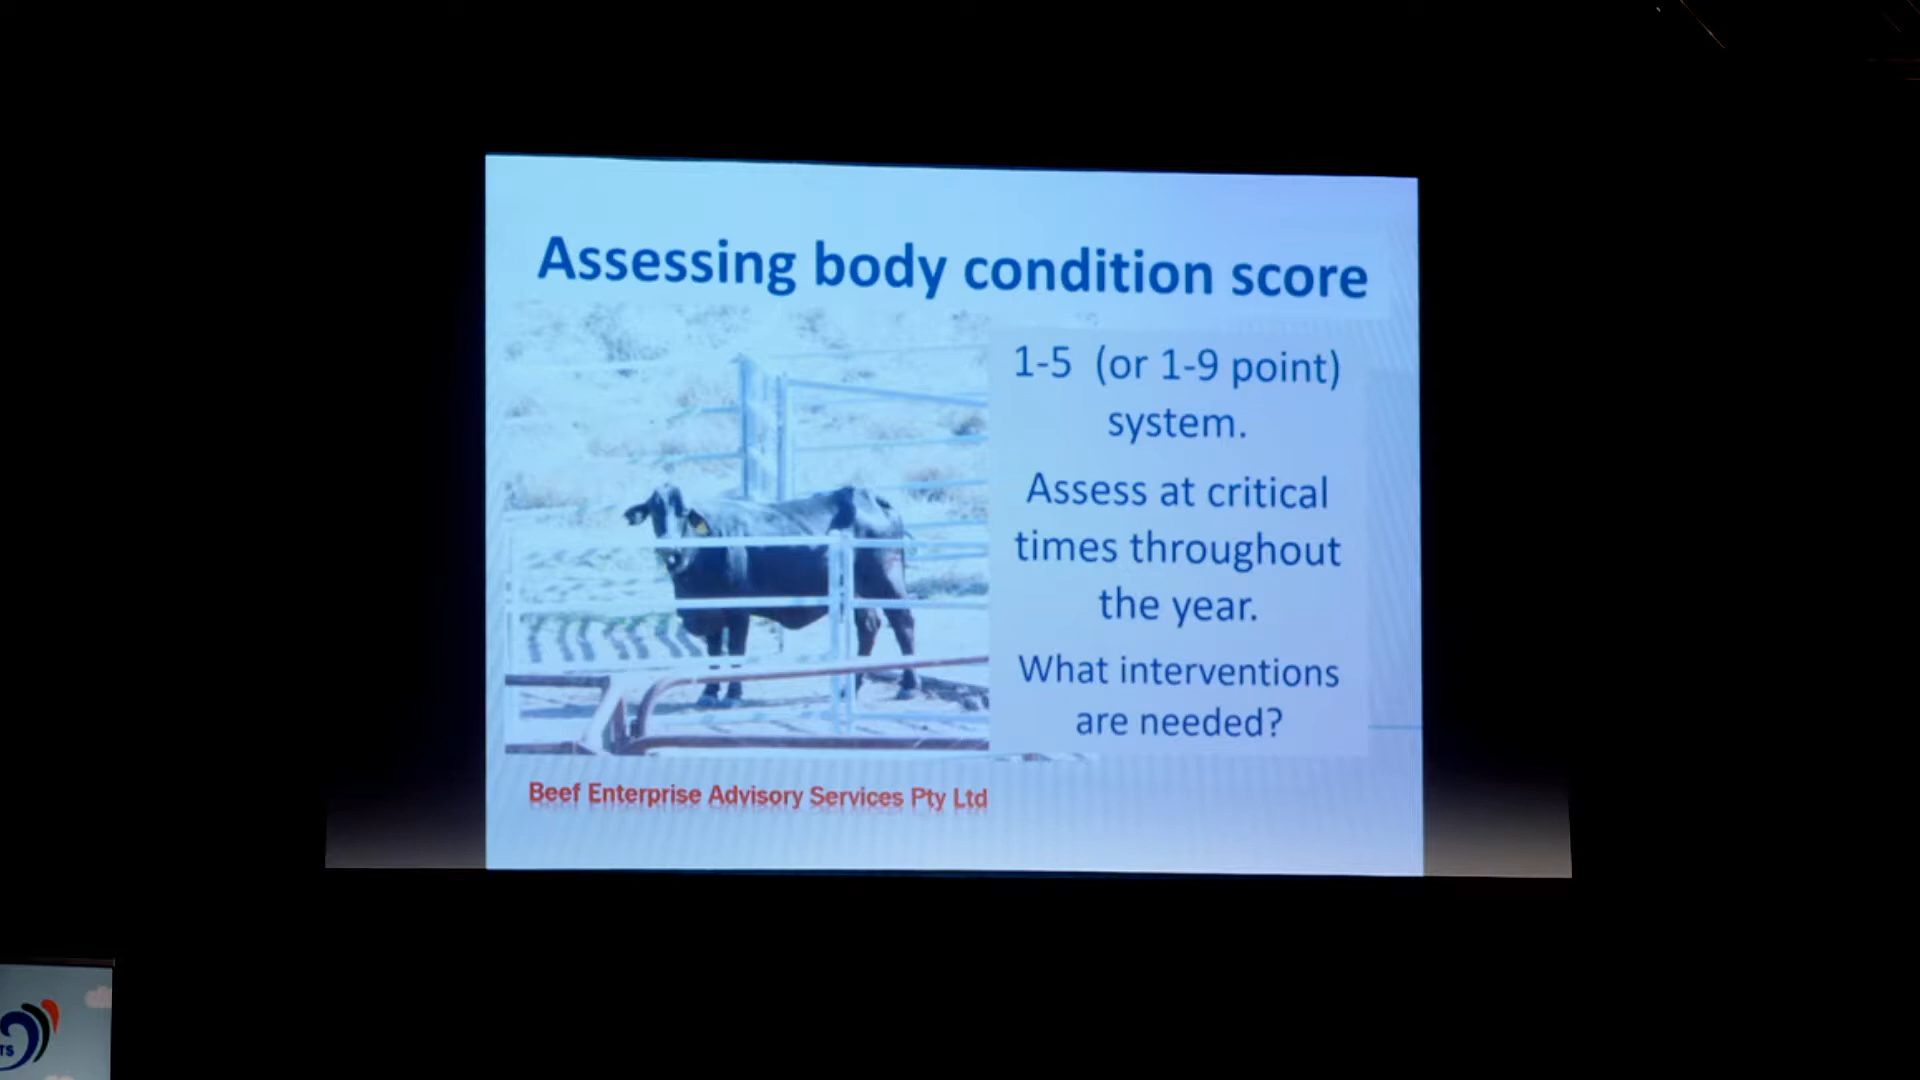 Assessing body condition score
1-5 (or 1-9 point)
system.
Assess at critical
times throughout
the year.
What interventions
are needed?
Beef Enterprise Advisory Services Pty Ltd
TS